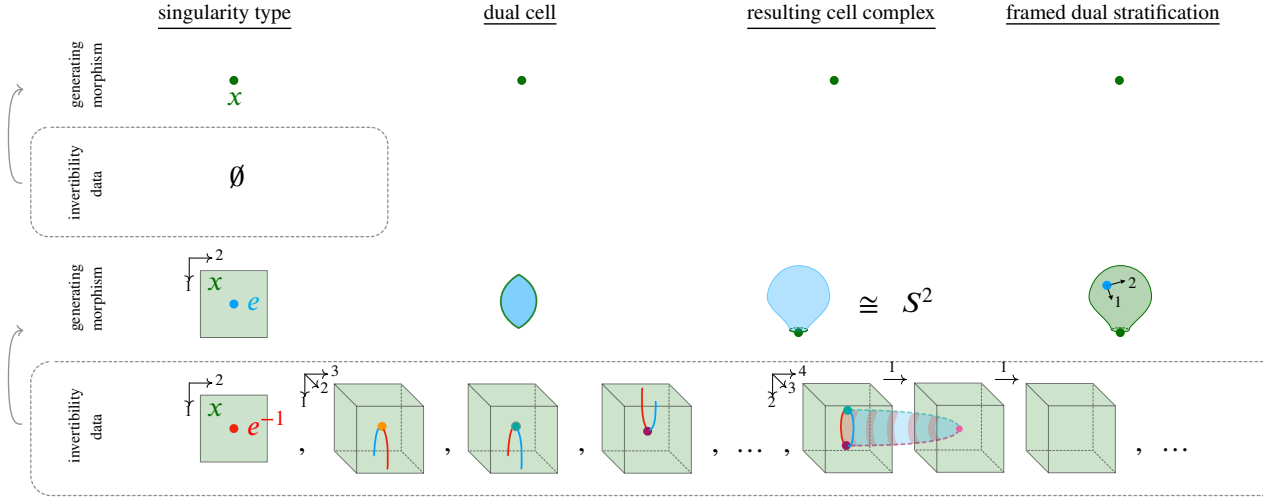 singularity type
dual cell
resulting cell complex
framed dual stratification
generating
morphism
x
invertibility
data
∅
generating
morphism
2
1
x
e
≅ S²
2
1
invertibility
data
2
1
x
e⁻¹
,
3
2
1
,
,
, … ,
4
3
2
1
1
, …